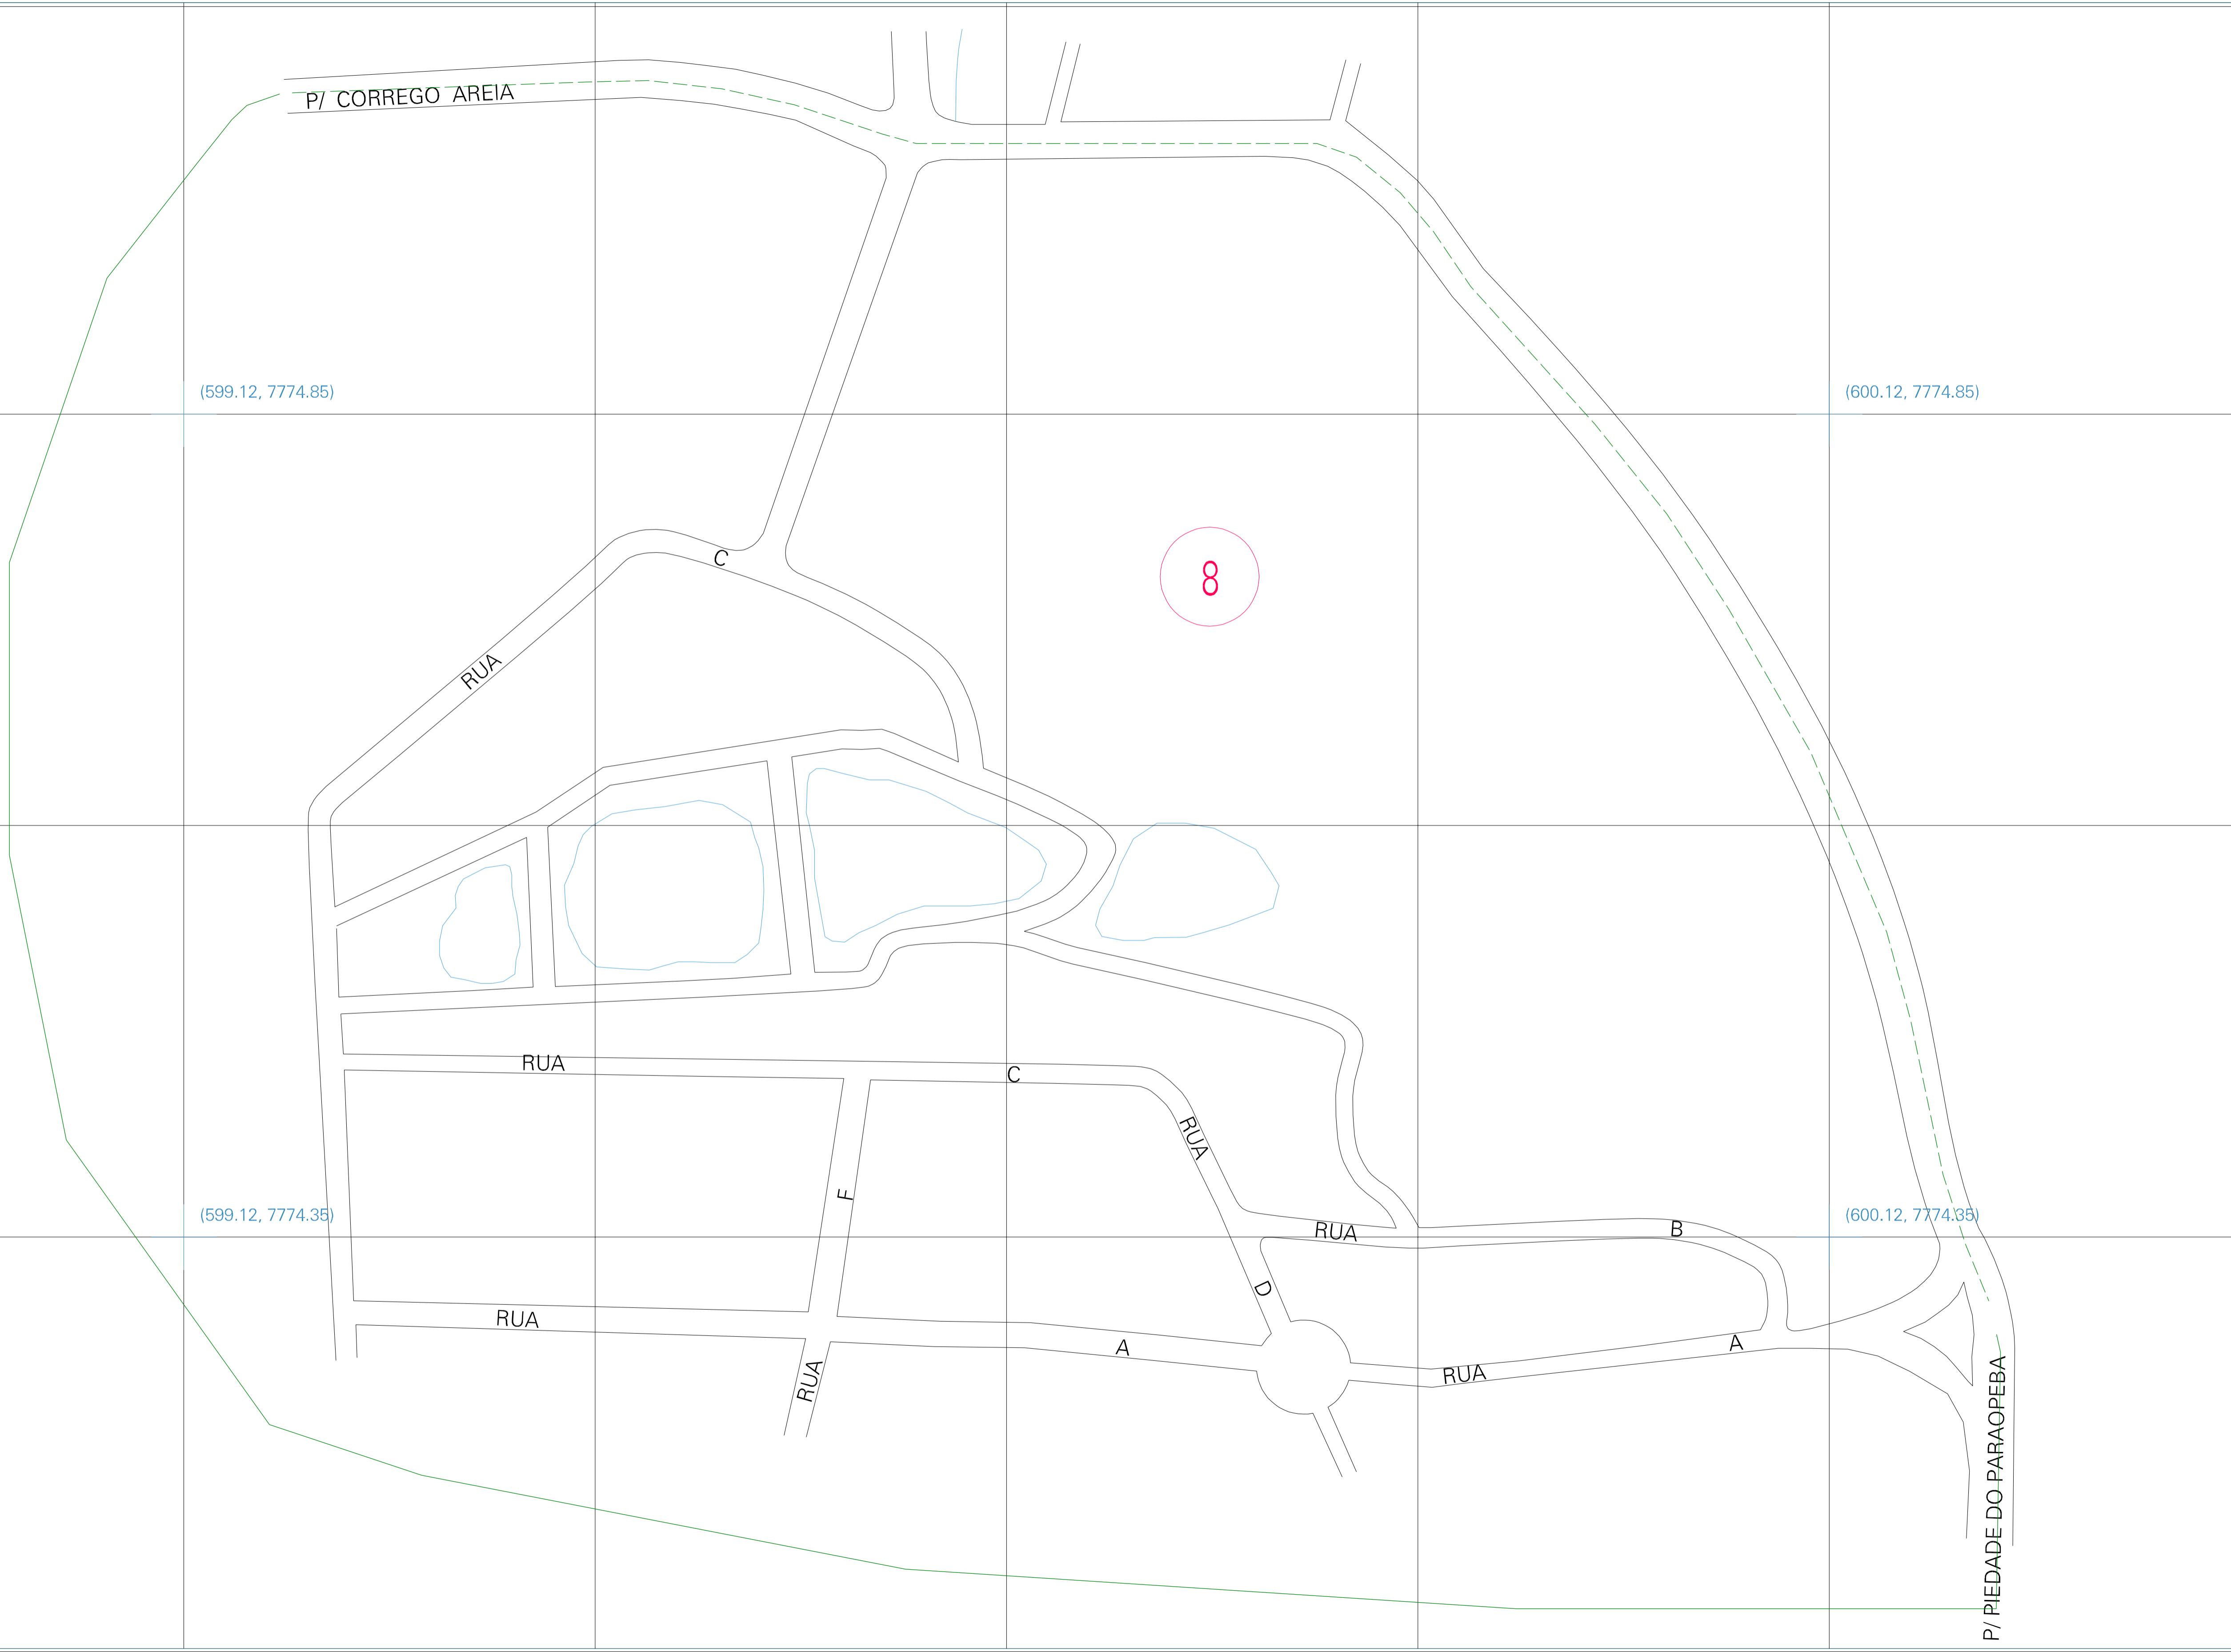 P/ CORREGO AREIA
(599.12, 7774.85)
(600.12, 7774.85)
C
8
RUA
RUA
C
RUA
F
(599.12, 7774.35)
(600.12, 7774.35)
RUA
B
D
RUA
A
A
RUA
RUA
P/ PIEDADE DO PARAOPEBA